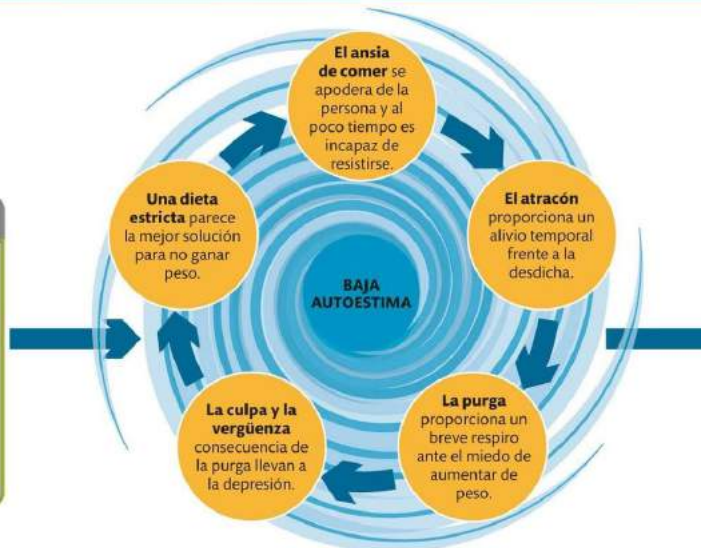 El ansia
de comer se
apodera de la
persona y al
poco tiempo es
incapaz de
resistirse.
El atracón
proporciona un
alivio temporal
frente a la
desdicha.
La purga
proporciona un
breve respiro
ante el miedo de
aumentar de
peso.
La culpa y la
vergüenza
consecuencia de
la purga llevan a
la depresión.
Una dieta
estricta parece
la mejor solución
para no ganar
peso.
BAJA
AUTOESTIMA